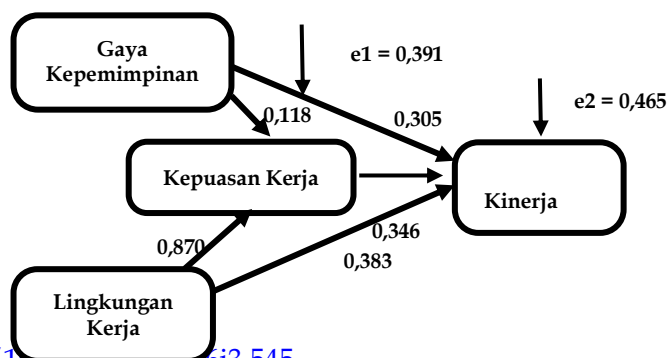 Gaya
Kepemimpinan
e1 = 0,391
e2 = 0,465
0,118
0,305
Kepuasan Kerja
Kinerja
0,870
0,346
0,383
Lingkungan
Kerja